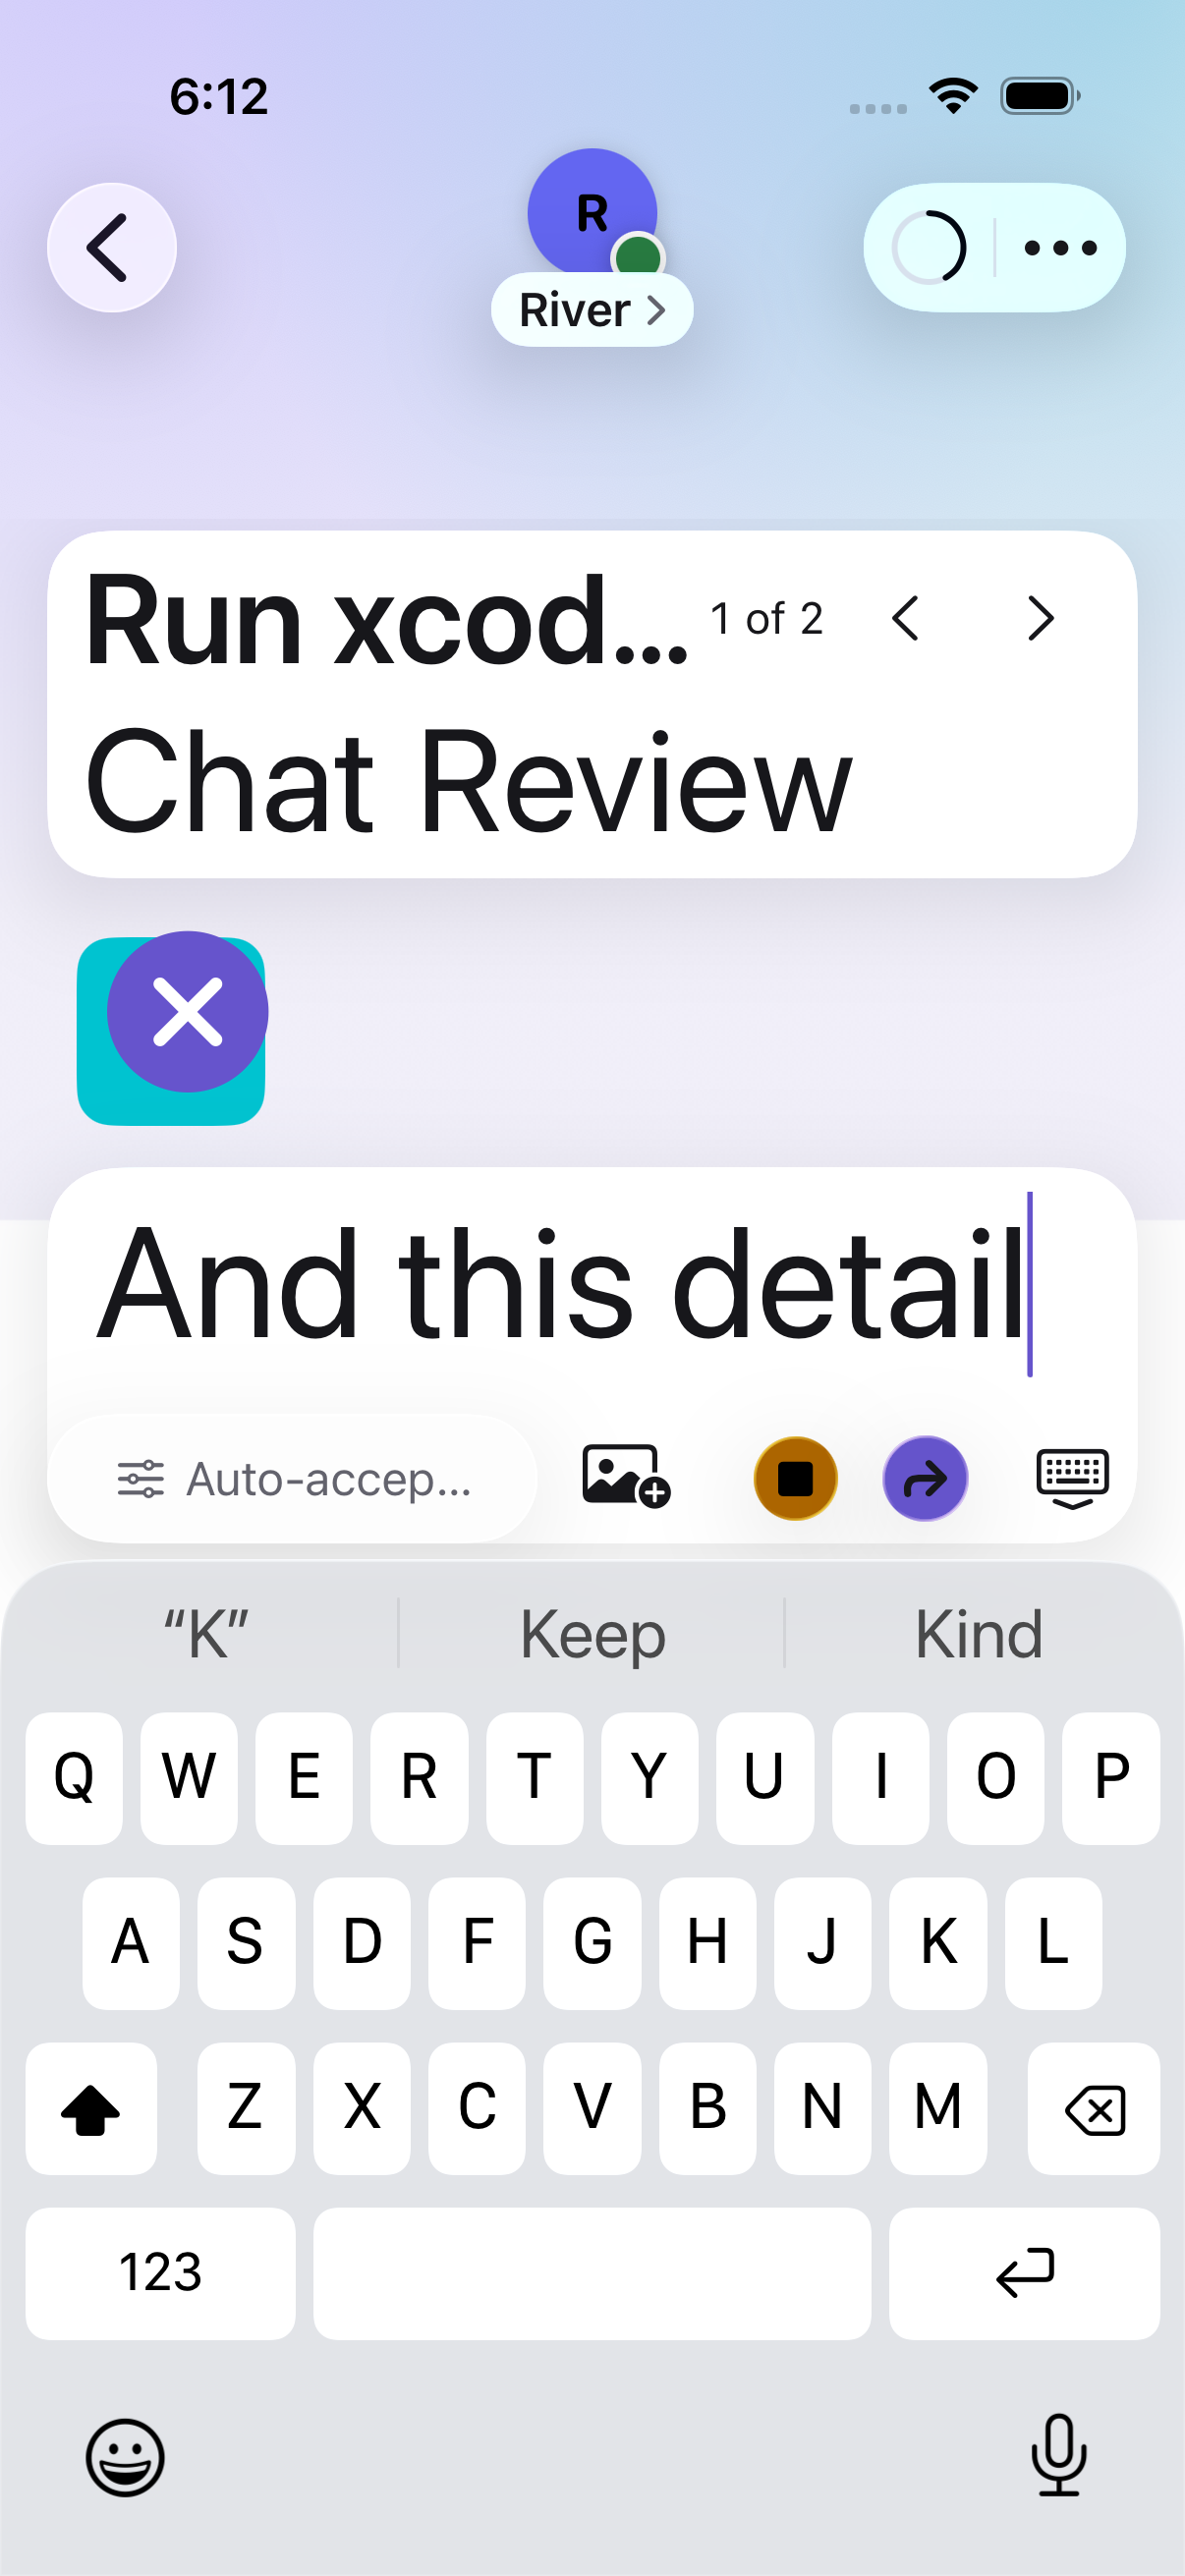 6:12
R
River
Run xcod...
1 of 2
Chat Review
And this detail
Auto-accep...
“K” Keep Kind
Q W E R T Y U I O P
A S D F G H J K L
Z X C V B N M
123